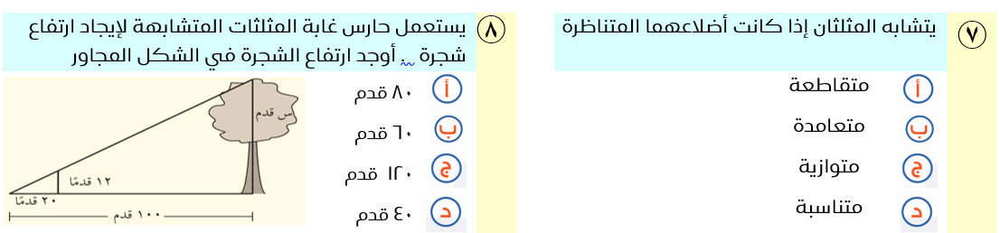 ٧
يتشابه المثلثان إذا كانت أضلاعهما المتناظرة
أ متقاطعة
ب متعامدة
ج متوازية
د متناسبة
٨
يستعمل حارس غابة المثلثات المتشابهة لإيجاد ارتفاع
شجرة .. أوجد ارتفاع الشجرة في الشكل المجاور
أ ٨٠ قدم
ب ٦٠ قدم
ج ١٢٠ قدم
د ٤٠ قدم
س قدم
١٢ قدمًا
٢٠ قدمًا
١٠٠ قدم